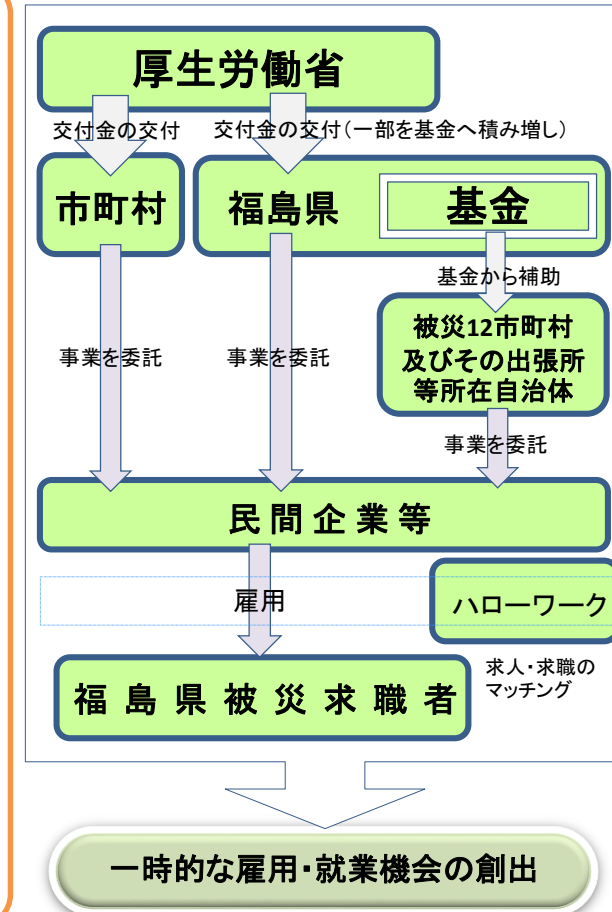 厚生労働省
交付金の交付
交付金の交付(一部を基金へ積み増し)
市町村
福島県
基金
基金から補助
被災12市町村
及びその出張所
等所在自治体
事業を委託
事業を委託
事業を委託
民間企業等
雇用
ハローワーク
求人・求職の
マッチング
福島県被災求職者
一時的な雇用・就業機会の創出